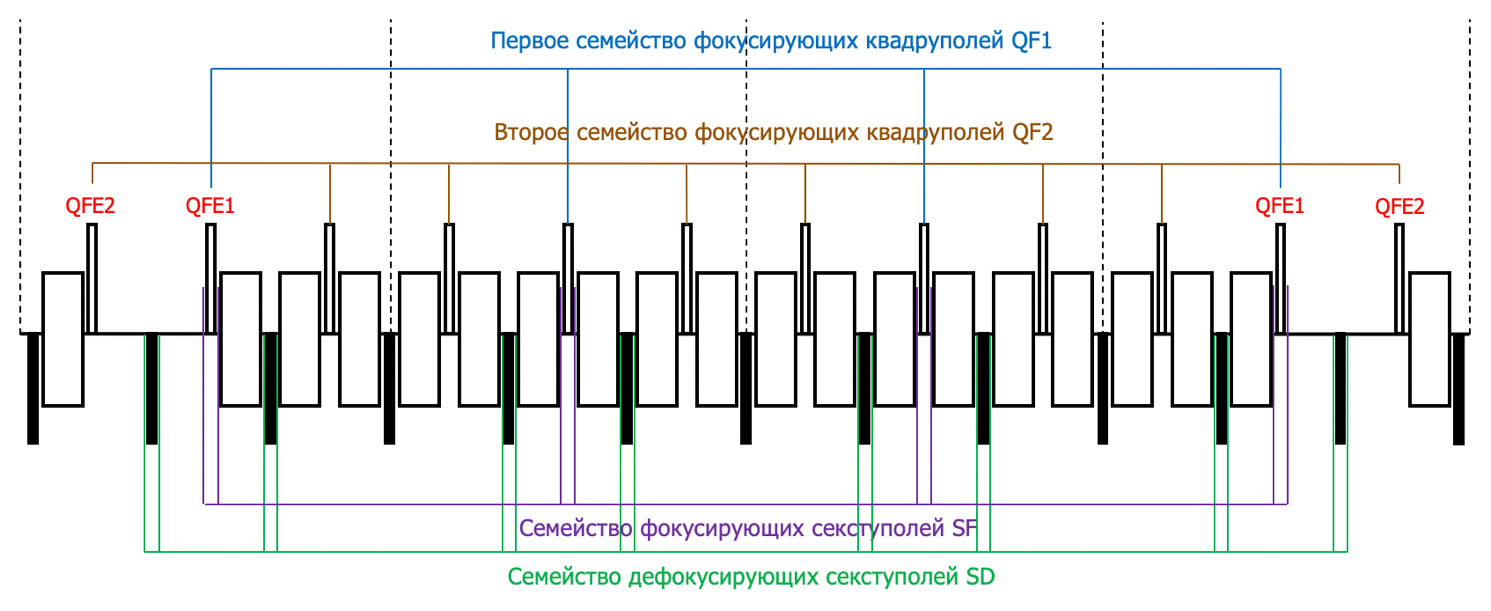 Первое семейство фокусирующих квадруполей QF1
Второе семейство фокусирующих квадруполей QF2
QFE2 QFE1 QFE1 QFE2
Семейство фокусирующих секступолей SF
Семейство дефокусирующих секступолей SD